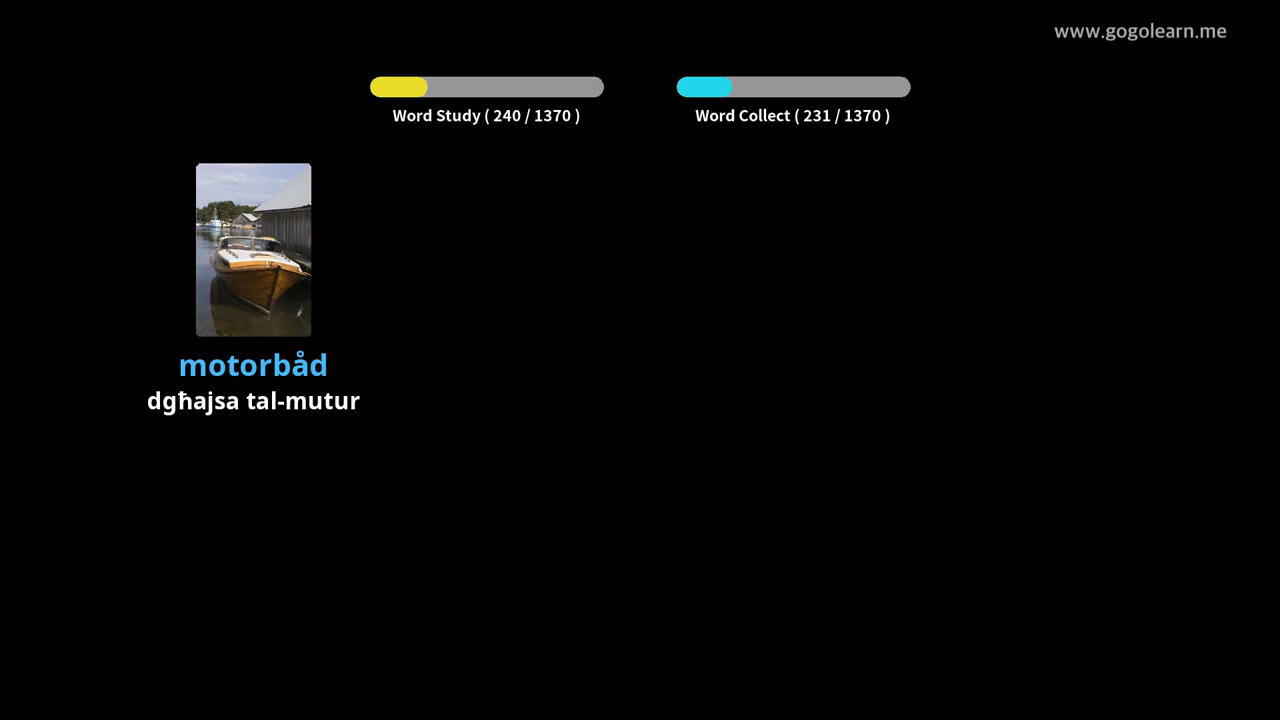 www.gogolearn.me
Word Study ( 240 / 1370 )
Word Collect ( 231 / 1370 )
motorbåd
dgħajsa tal-mutur